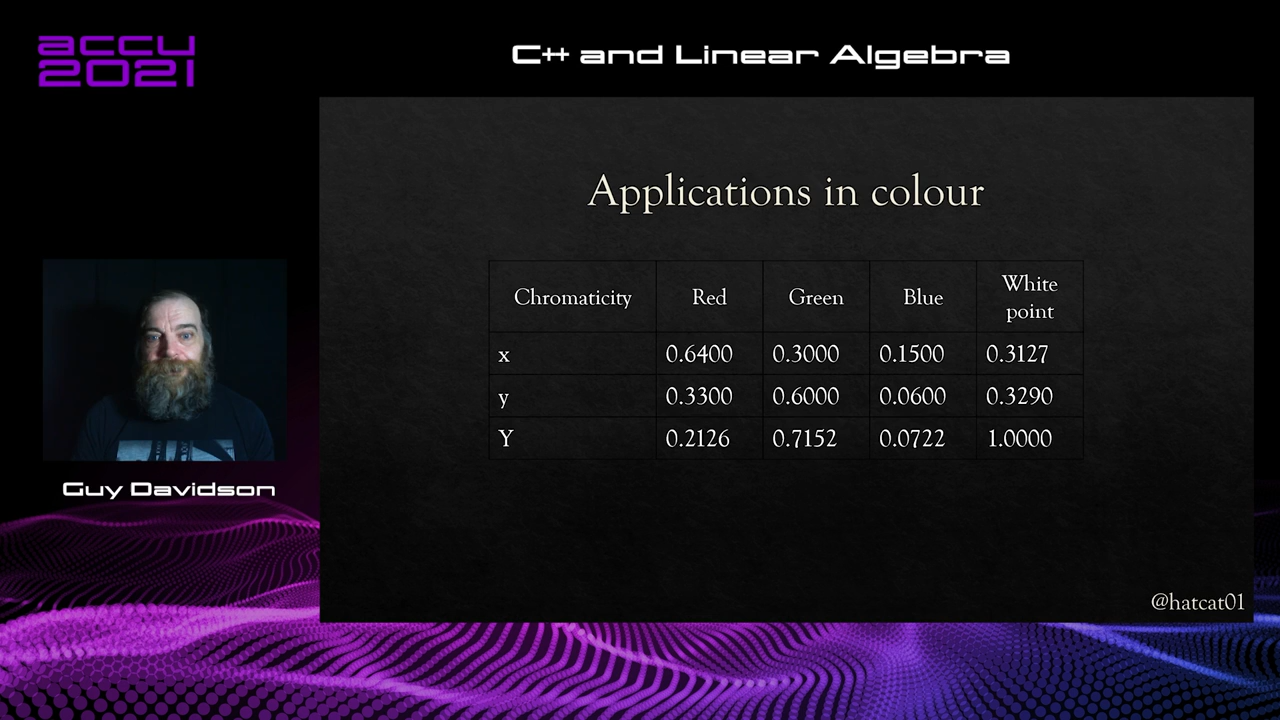 accu
2021
C++ and Linear Algebra
Applications in colour
Chromaticity Red Green Blue White point
x 0.6400 0.3000 0.1500 0.3127
y 0.3300 0.6000 0.0600 0.3290
Y 0.2126 0.7152 0.0722 1.0000
Guy Davidson
@hatcat01